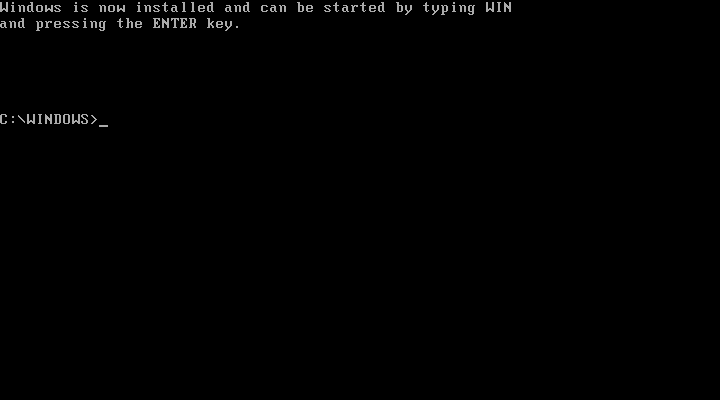 Windows is now installed and can be started by typing WIN
and pressing the ENTER key.
C:\WINDOWS>_